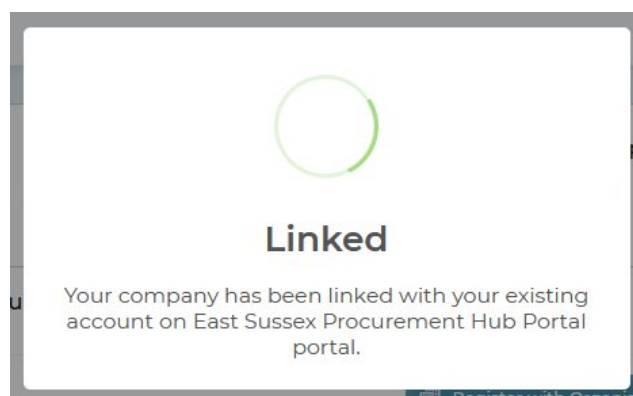 Linked
Your company has been linked with your existing
account on East Sussex Procurement Hub Portal
portal.